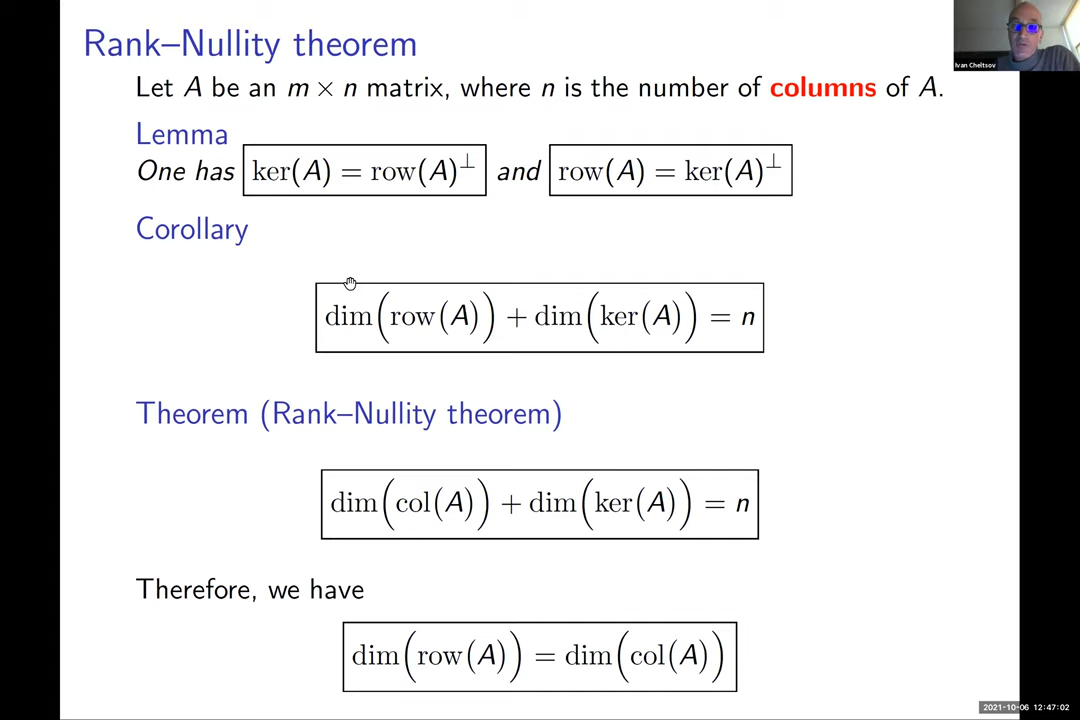 Rank–Nullity theorem
Ivan Cheltsov
Let A be an m × n matrix, where n is the number of columns of A.
Lemma
One has ker(A) = row(A)⊥ and row(A) = ker(A)⊥
Corollary
dim(row(A)) + dim(ker(A)) = n
Theorem (Rank–Nullity theorem)
dim(col(A)) + dim(ker(A)) = n
Therefore, we have
dim(row(A)) = dim(col(A))
2021-10-06 12:47:02